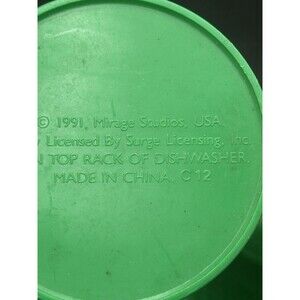 © 1991, Mirage Studios, USA
y Licensed By Surge Licensing, Inc.
N TOP RACK OF DISHWASHER.
MADE IN CHINA. C12